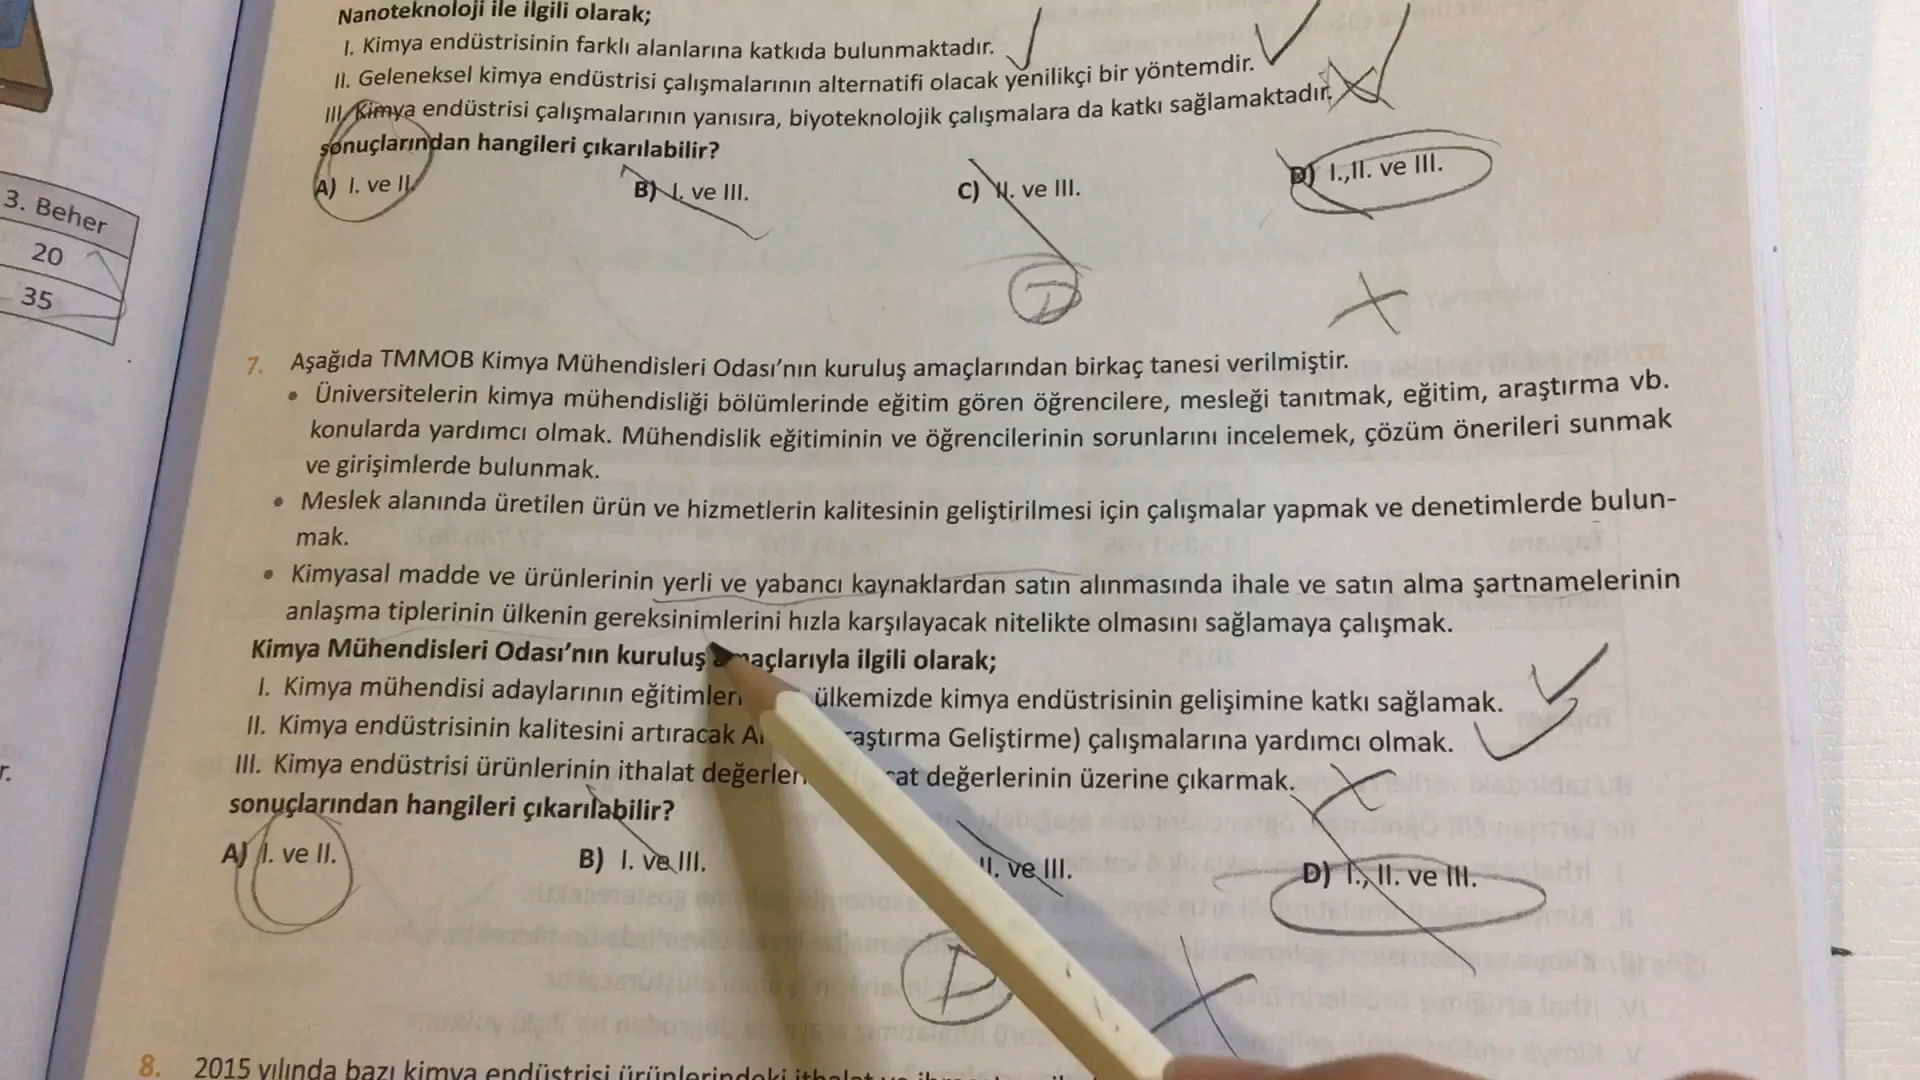 Nanoteknoloji ile ilgili olarak;
I. Kimya endüstrisinin farklı alanlarına katkıda bulunmaktadır.
II. Geleneksel kimya endüstrisi çalışmalarının alternatifi olacak yenilikçi bir yöntemdir.
III. Kimya endüstrisi çalışmalarının yanısıra, biyoteknolojik çalışmalara da katkı sağlamaktadır.
sonuçlarından hangileri çıkarılabilir?
A) I. ve II. B) I. ve III. C) II. ve III. D) I.,II. ve III.
3. Beher
20
35
D
7. Aşağıda TMMOB Kimya Mühendisleri Odası'nın kuruluş amaçlarından birkaç tanesi verilmiştir.
• Üniversitelerin kimya mühendisliği bölümlerinde eğitim gören öğrencilere, mesleği tanıtmak, eğitim, araştırma vb.
konularda yardımcı olmak. Mühendislik eğitiminin ve öğrencilerinin sorunlarını incelemek, çözüm önerileri sunmak
ve girişimlerde bulunmak.
• Meslek alanında üretilen ürün ve hizmetlerin kalitesinin geliştirilmesi için çalışmalar yapmak ve denetimlerde bulun-
mak.
• Kimyasal madde ve ürünlerinin yerli ve yabancı kaynaklardan satın alınmasında ihale ve satın alma şartnamelerinin
anlaşma tiplerinin ülkenin gereksinimlerini hızla karşılayacak nitelikte olmasını sağlamaya çalışmak.
Kimya Mühendisleri Odası'nın kuruluş amaçlarıyla ilgili olarak;
I. Kimya mühendisi adaylarının ülkemizde kimya endüstrisinin gelişimine katkı sağlamak.
II. Kimya endüstrisinin kalitesini artıracak Geliştirme) çalışmalarına yardımcı olmak.
III. Kimya endüstrisi ürünlerinin ithalat değerlerinin üzerine çıkarmak.
sonuçlarından hangileri çıkarılabilir?
A) I. ve II. B) I. ve III. II. ve III. D) I., II. ve III.
8. 2015 yılında bazı kimya endüstrisi ürünlerindeki ithalat